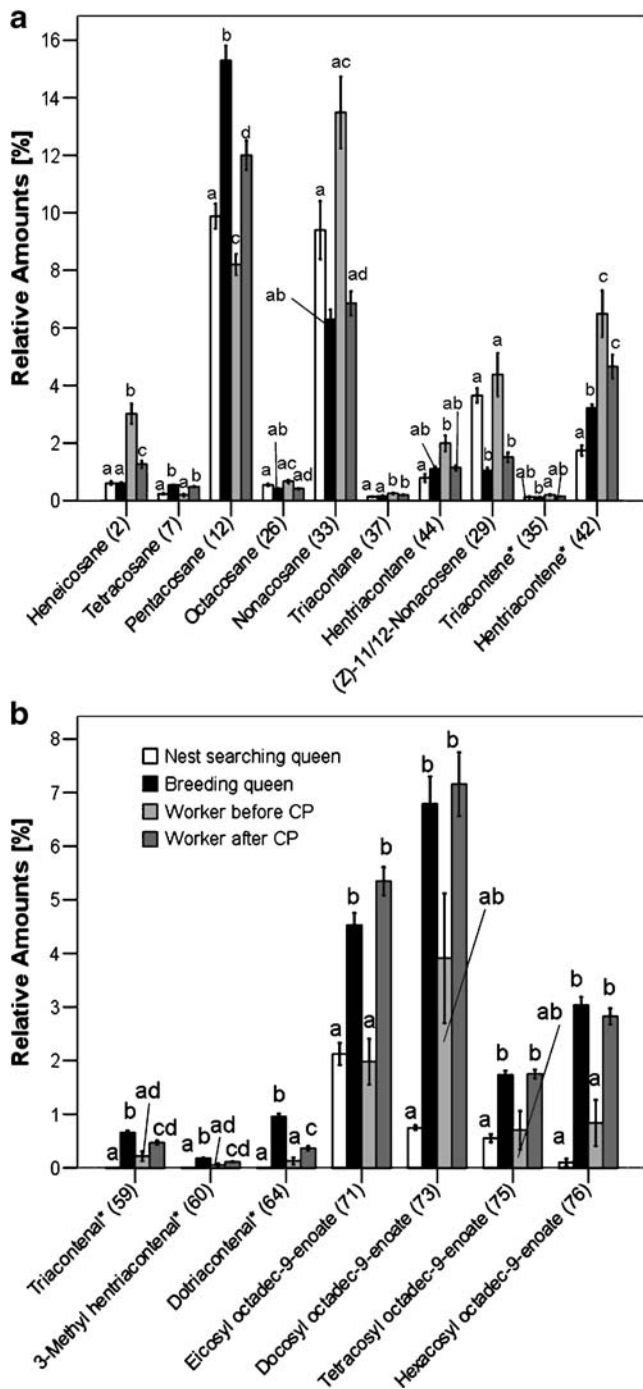 a
Relative Amounts [%]
16
14
12
10
8
6
4
2
0
a a b c
a b a b
a b c d
a ab ac ad
a ab ac ad
a a b b
a ab b ab
a b a b
ab b a ab
a b c c
Heneicosane (2)
Tetracosane (7)
Pentacosane (12)
Octacosane (26)
Nonacosane (33)
Triacontane (37)
Hentriacontane (44)
(Z)-11/12-Nonacosene (29)
Triacontene* (35)
Hentriacontene* (42)
b
Relative Amounts [%]
8
7
6
5
4
3
2
1
0
Nest searching queen
Breeding queen
Worker before CP
Worker after CP
a b ad cd
a b ad cd
a b a c
a b a b
a b ab b
a b ab b
a b a b
Triacontenal* (59)
3-Methyl hentriacontenal* (60)
Dotriacontenal* (64)
Eicosyl octadec-9-enoate (71)
Docosyl octadec-9-enoate (73)
Tetracosyl octadec-9-enoate (75)
Hexacosyl octadec-9-enoate (76)